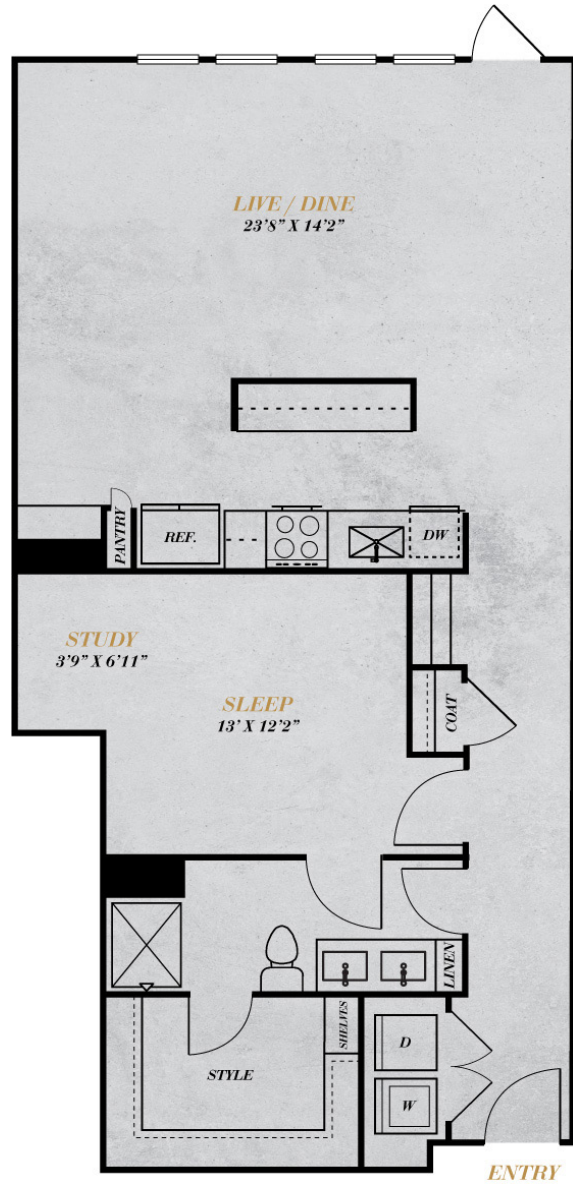 LIVE / DINE
23'8" X 14'2"
PANTRY
REF.
DW
STUDY
3'9" X 6'11"
SLEEP
13' X 12'2"
COAT
LINEN
SHELVES
STYLE
D
W
ENTRY